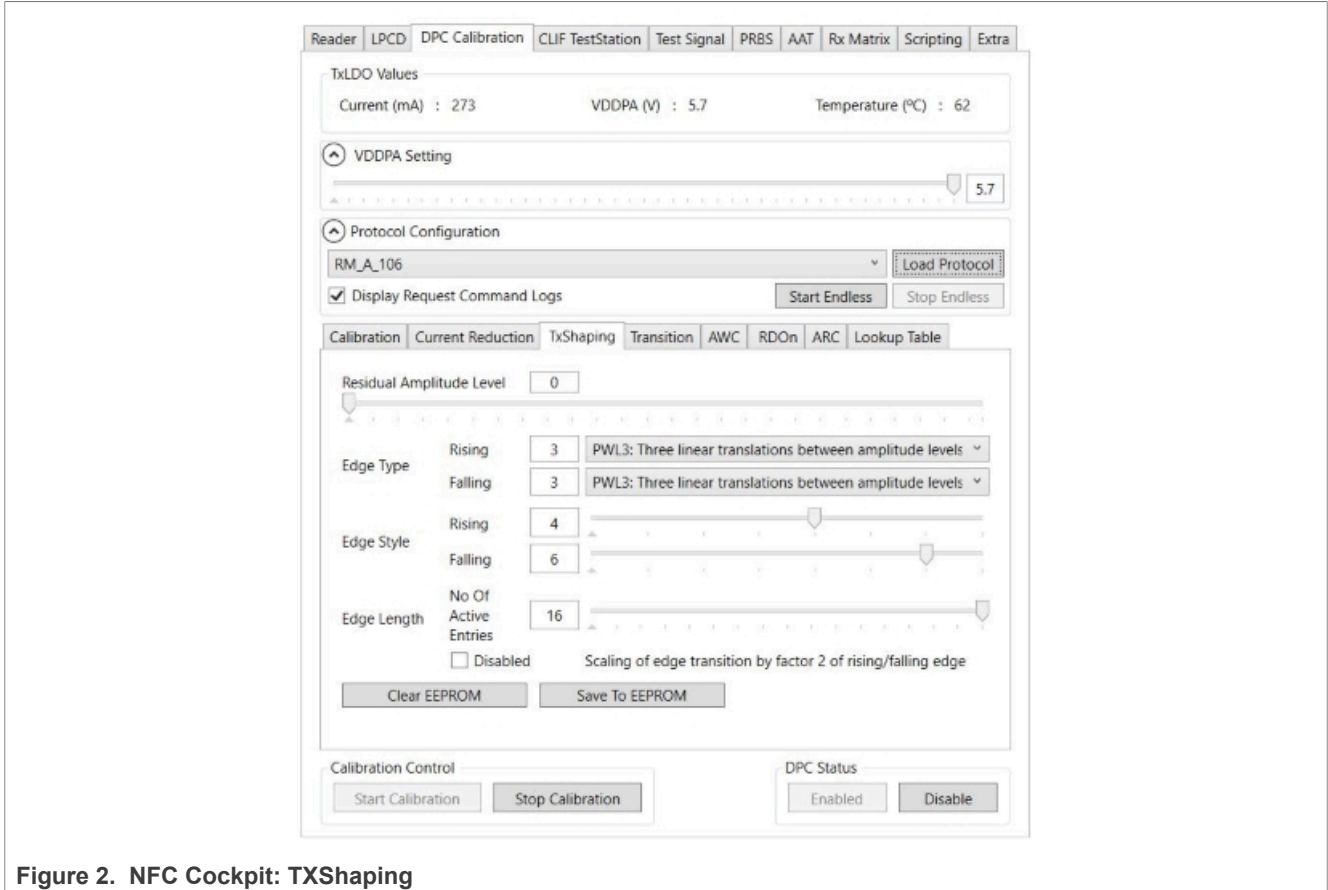 Reader LPCD DPC Calibration CLIF TestStation Test Signal PRBS AAT Rx Matrix Scripting Extra
TxLDO Values
Current (mA) : 273 VDDPA (V) : 5.7 Temperature (ºC) : 62
VDDPA Setting
5.7
Protocol Configuration
RM_A_106 Load Protocol
Display Request Command Logs Start Endless Stop Endless
Calibration Current Reduction TxShaping Transition AWC RDOn ARC Lookup Table
Residual Amplitude Level 0
Edge Type
Rising 3 PWL3: Three linear translations between amplitude levels
Falling 3 PWL3: Three linear translations between amplitude levels
Edge Style
Rising 4
Falling 6
Edge Length
No Of
Active
Entries
16
Disabled Scaling of edge transition by factor 2 of rising/falling edge
Clear EEPROM Save To EEPROM
Calibration Control DPC Status
Start Calibration Stop Calibration Enabled Disable
Figure 2. NFC Cockpit: TXShaping